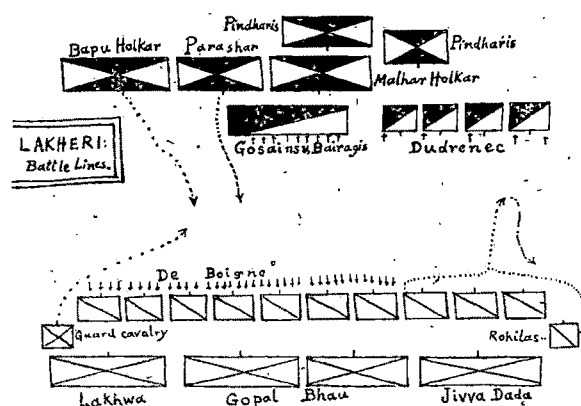 Pindharis
Bapu Holkar
Parashar
Pindharis
Malhar Holkar
LAKHERI:
Battle Lines.
Gosains & Bairagis
Dudrenec
De Boigne
Guard cavalry
Rohilas..
Lakhwa
Gopal Bhau
Jivva Dada